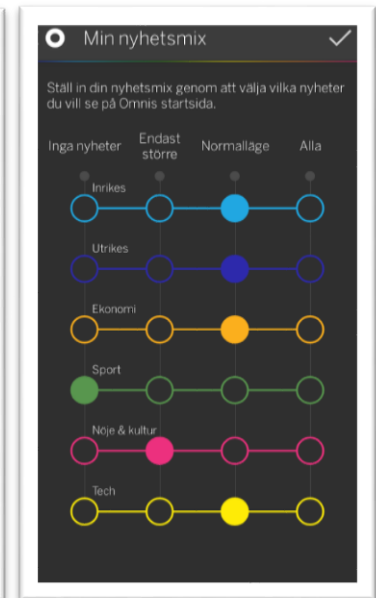 Min nyhetsmix
Ställ in din nyhetsmix genom att välja vilka nyheter
du vill se på Omnis startsida.
Inga nyheter Endast större Normalläge Alla
Inrikes
Utrikes
Ekonomi
Sport
Nöje & kultur
Tech